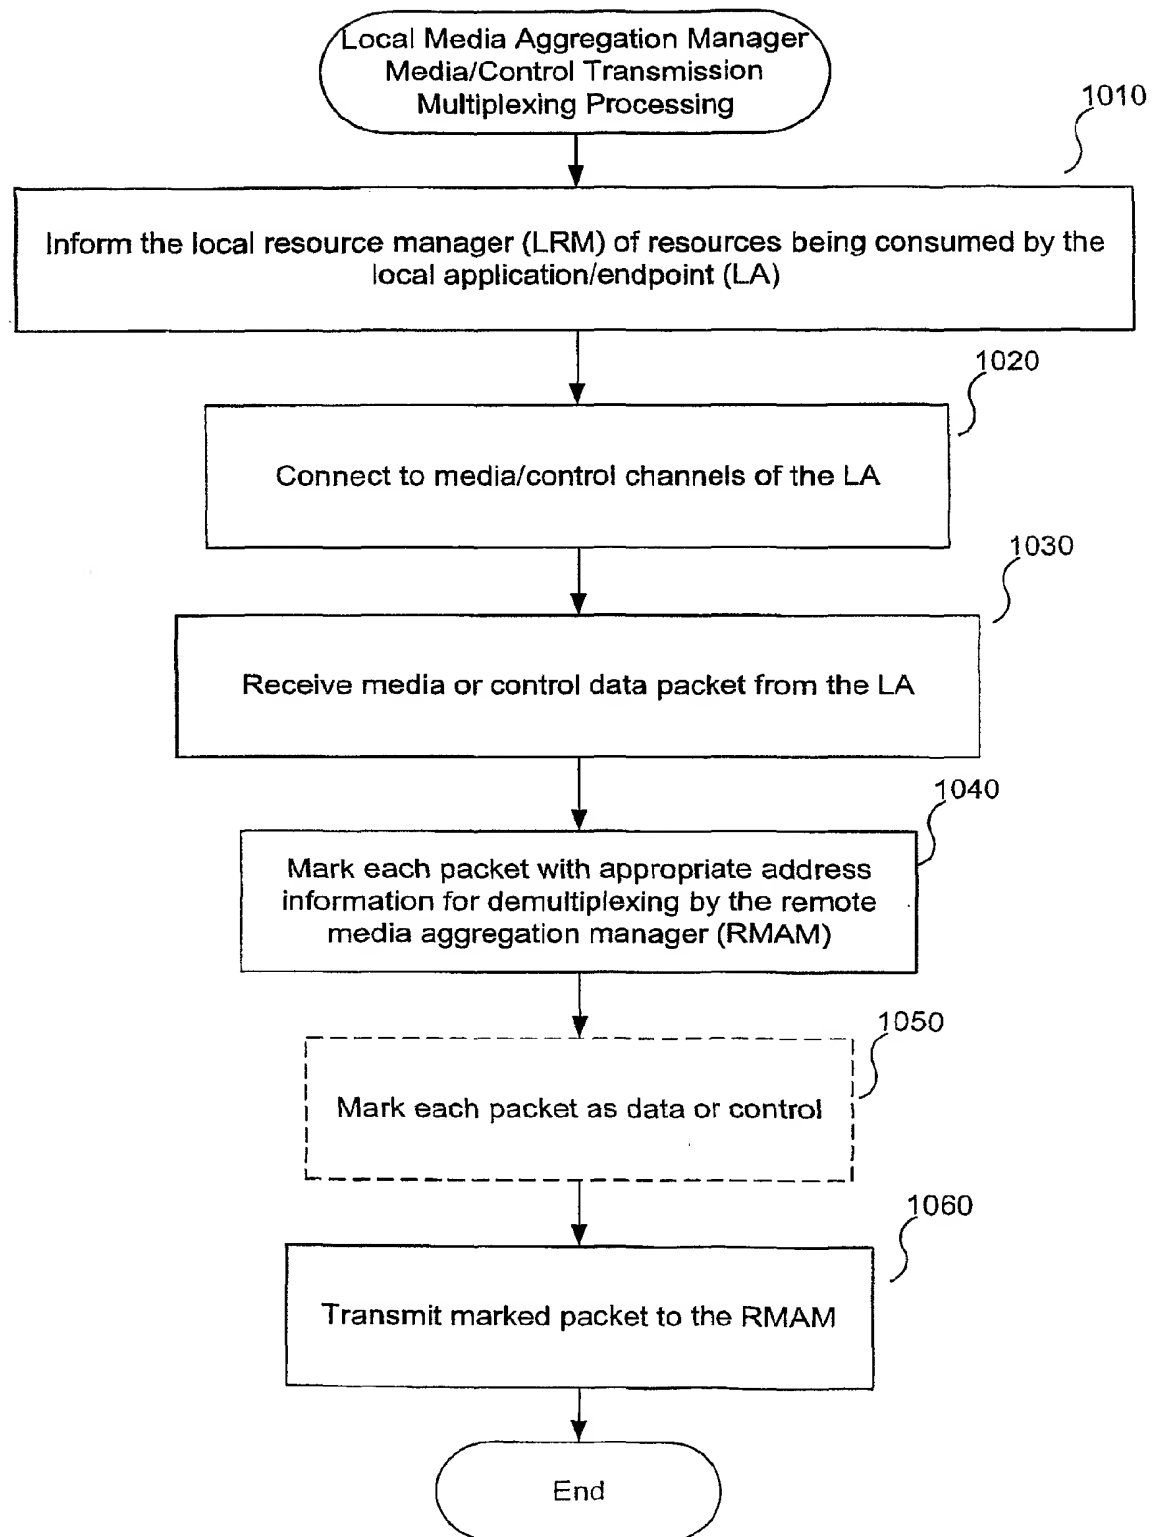 Local Media Aggregation Manager
Media/Control Transmission
Multiplexing Processing
1010
Inform the local resource manager (LRM) of resources being consumed by the
local application/endpoint (LA)
1020
Connect to media/control channels of the LA
1030
Receive media or control data packet from the LA
1040
Mark each packet with appropriate address
information for demultiplexing by the remote
media aggregation manager (RMAM)
1050
Mark each packet as data or control
1060
Transmit marked packet to the RMAM
End